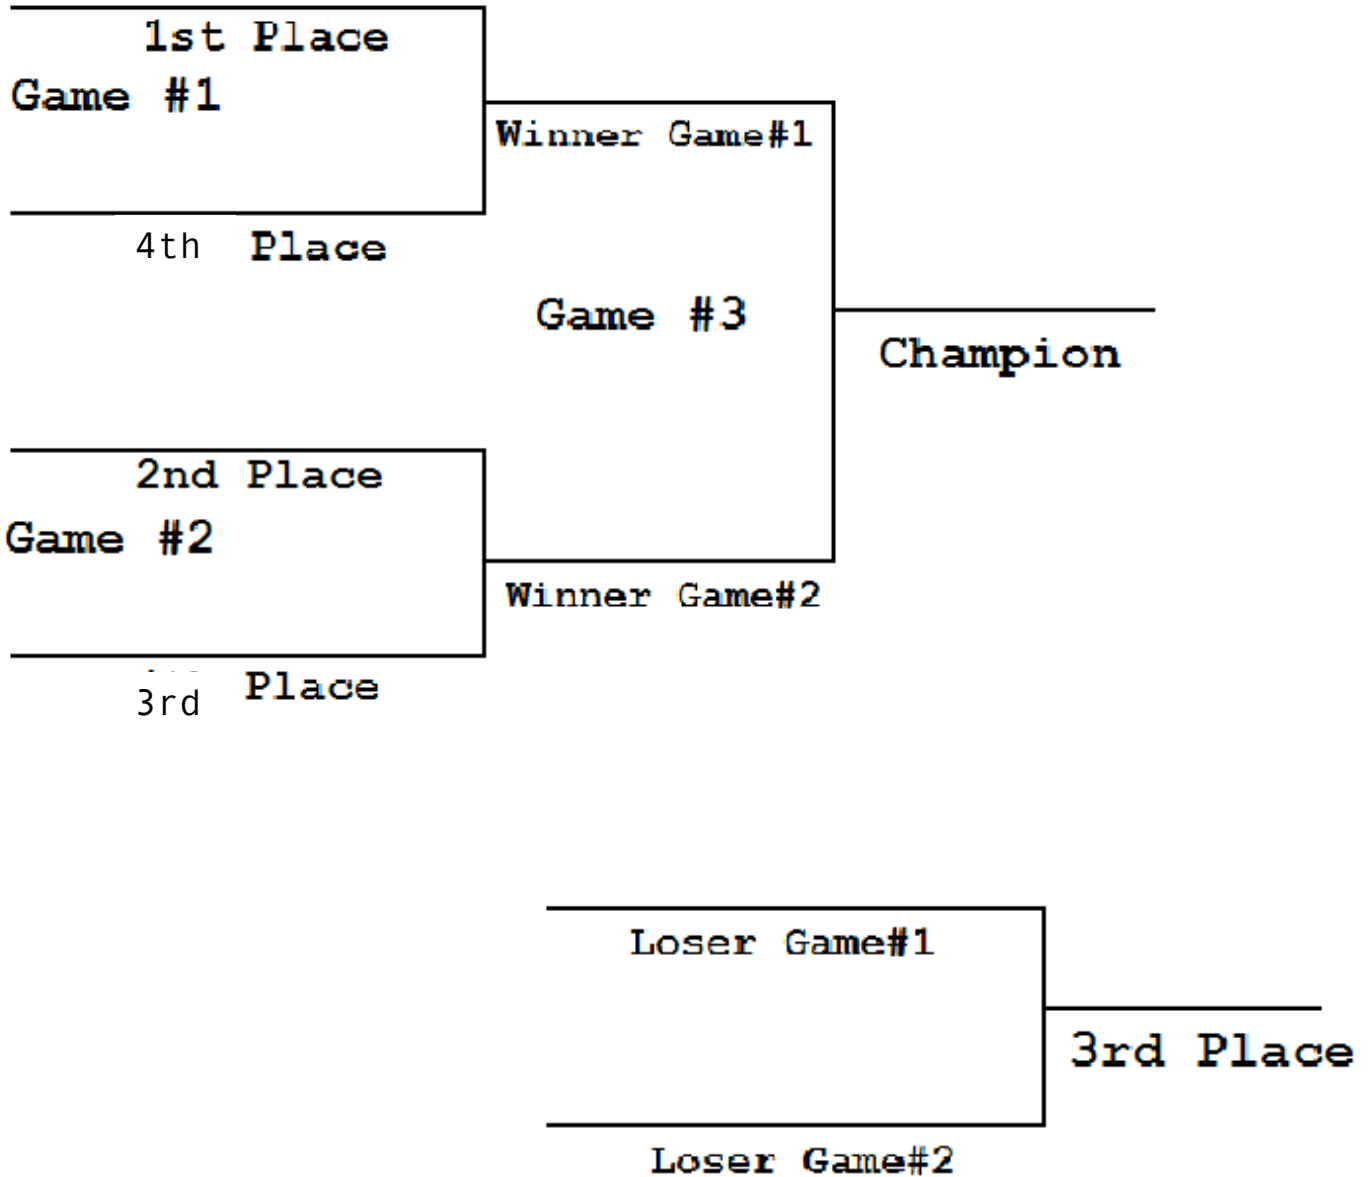 1st Place
Game #1
Winner Game#1
4th Place
Game #3
Champion
2nd Place
Game #2
Winner Game#2
3rd Place
Loser Game#1
3rd Place
Loser Game#2